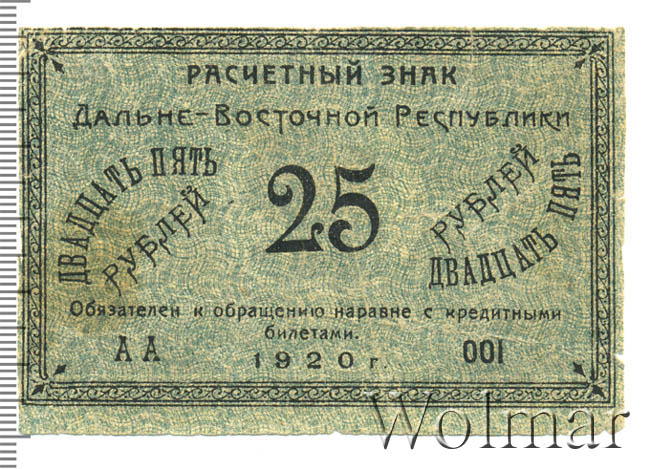 РАСЧЕТНЫЙ ЗНАК
ДАЛЬНЕ-ВОСТОЧНОЙ РЕСПУБЛИКИ
ДВАДЦАТЬ ПЯТЬ
РУБЛЕЙ
25
РУБЛЕЙ
ДВАДЦАТЬ ПЯТЬ
Обязателен к обращению наравне с кредитными
билетами.
АА
1920 г.
001
Wolmar